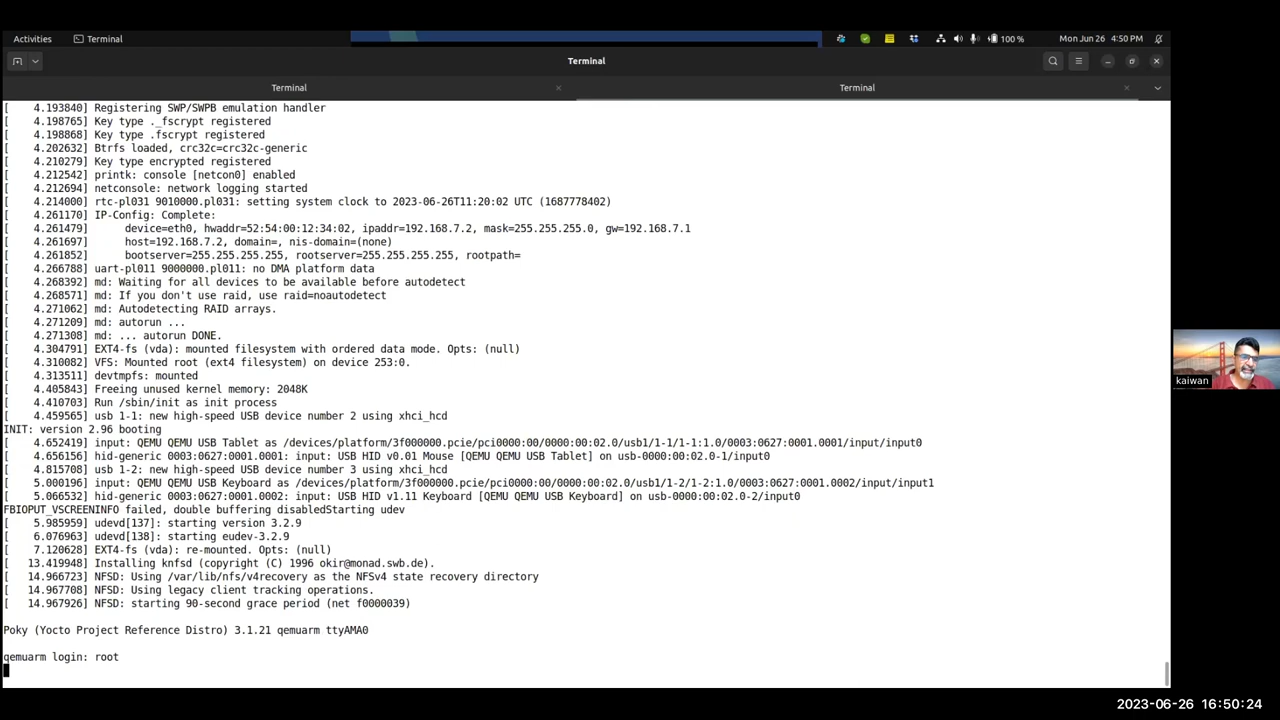 Activities Terminal 100 % Mon Jun 26 4:50 PM
Terminal
Terminal Terminal
[    4.193840] Registering SWP/SWPB emulation handler
[    4.198765] Key type ._fscrypt registered
[    4.198868] Key type .fscrypt registered
[    4.202632] Btrfs loaded, crc32c=crc32c-generic
[    4.210279] Key type encrypted registered
[    4.212542] printk: console [netcon0] enabled
[    4.212694] netconsole: network logging started
[    4.214000] rtc-pl031 9010000.pl031: setting system clock to 2023-06-26T11:20:02 UTC (1687778402)
[    4.261170] IP-Config: Complete:
[    4.261479]      device=eth0, hwaddr=52:54:00:12:34:02, ipaddr=192.168.7.2, mask=255.255.255.0, gw=192.168.7.1
[    4.261697]      host=192.168.7.2, domain=, nis-domain=(none)
[    4.261852]      bootserver=255.255.255.255, rootserver=255.255.255.255, rootpath=
[    4.266788] uart-pl011 9000000.pl011: no DMA platform data
[    4.268392] md: Waiting for all devices to be available before autodetect
[    4.268571] md: If you don't use raid, use raid=noautodetect
[    4.271062] md: Autodetecting RAID arrays.
[    4.271209] md: autorun ...
[    4.271308] md: ... autorun DONE.
[    4.304791] EXT4-fs (vda): mounted filesystem with ordered data mode. Opts: (null)
[    4.310082] VFS: Mounted root (ext4 filesystem) on device 253:0.
[    4.313511] devtmpfs: mounted
[    4.405843] Freeing unused kernel memory: 2048K
[    4.410703] Run /sbin/init as init process
[    4.459565] usb 1-1: new high-speed USB device number 2 using xhci_hcd
INIT: version 2.96 booting
[    4.652419] input: QEMU QEMU USB Tablet as /devices/platform/3f000000.pcie/pci0000:00/0000:00:02.0/usb1/1-1/1-1:1.0/0003:0627:0001.0001/input/input0
[    4.656156] hid-generic 0003:0627:0001.0001: input: USB HID v0.01 Mouse [QEMU QEMU USB Tablet] on usb-0000:00:02.0-1/input0
[    4.815708] usb 1-2: new high-speed USB device number 3 using xhci_hcd
[    5.000196] input: QEMU QEMU USB Keyboard as /devices/platform/3f000000.pcie/pci0000:00/0000:00:02.0/usb1/1-2/1-2:1.0/0003:0627:0001.0002/input/input1
[    5.066532] hid-generic 0003:0627:0001.0002: input: USB HID v1.11 Keyboard [QEMU QEMU USB Keyboard] on usb-0000:00:02.0-2/input0
FBIOPUT_VSCREENINFO failed, double buffering disabledStarting udev
[    5.985959] udevd[137]: starting version 3.2.9
[    6.076963] udevd[138]: starting eudev-3.2.9
[    7.120628] EXT4-fs (vda): re-mounted. Opts: (null)
[   13.419948] Installing knfsd (copyright (C) 1996 okir@monad.swb.de).
[   14.966723] NFSD: Using /var/lib/nfs/v4recovery as the NFSv4 state recovery directory
[   14.967708] NFSD: Using legacy client tracking operations.
[   14.967926] NFSD: starting 90-second grace period (net f0000039)
Poky (Yocto Project Reference Distro) 3.1.21 qemuarm ttyAMA0
qemuarm login: root
kaiwan
2023-06-26 16:50:24